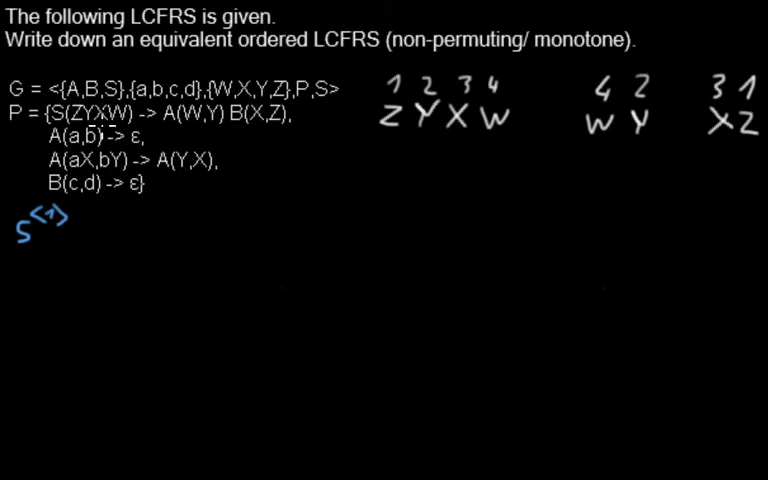 The following LCFRS is given.
Write down an equivalent ordered LCFRS (non-permuting/ monotone).
G = <{A,B,S},{a,b,c,d},{W,X,Y,Z},P,S>
P = {S(ZYXW) -> A(W,Y) B(X,Z),
A(a,b) -> ε,
A(aX,bY) -> A(Y,X),
B(c,d) -> ε}
1 2 3 4 4 2 3 1
Z Y X W W Y X Z
S<1>